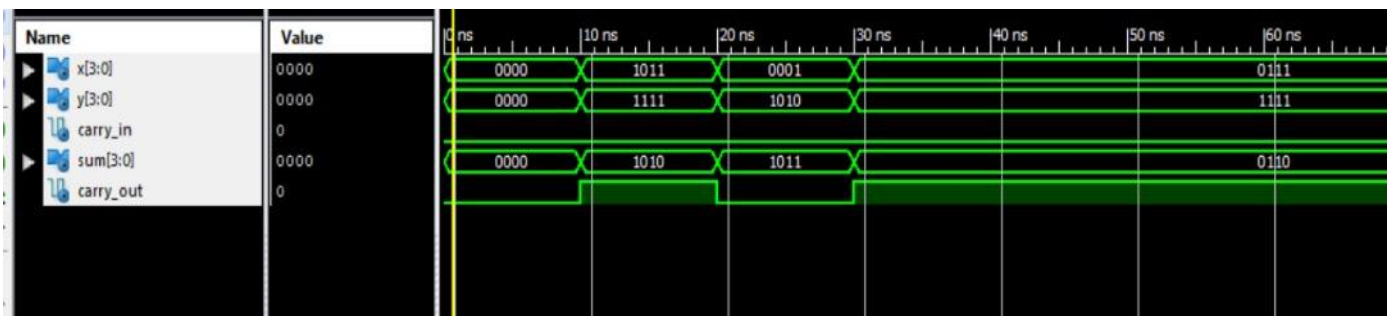 Name Value 0 ns 10 ns 20 ns 30 ns 40 ns 50 ns 60 ns
x[3:0] 0000 0000 1011 0001 0111
y[3:0] 0000 0000 1111 1010 1111
carry_in 0
sum[3:0] 0000 0000 1010 1011 0110
carry_out 0